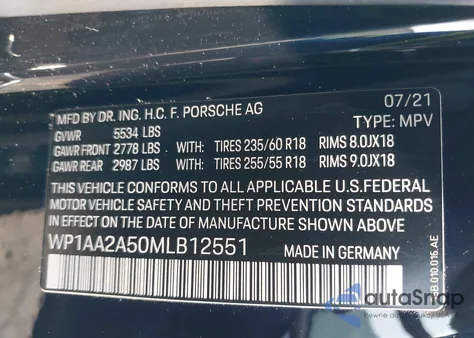 MFD BY DR. ING. H.C. F. PORSCHE AG 07/21
GVWR 5534 LBS TYPE: MPV
GAWR FRONT 2778 LBS WITH: TIRES 235/60 R18 RIMS 8.0JX18
GAWR REAR 2987 LBS WITH: TIRES 255/55 R18 RIMS 9.0JX18
THIS VEHICLE CONFORMS TO ALL APPLICABLE U.S.FEDERAL
MOTOR VEHICLE SAFETY AND THEFT PREVENTION STANDARDS
IN EFFECT ON THE DATE OF MANUFACTURE SHOWN ABOVE.
WP1AA2A50MLB12551
autoSnap